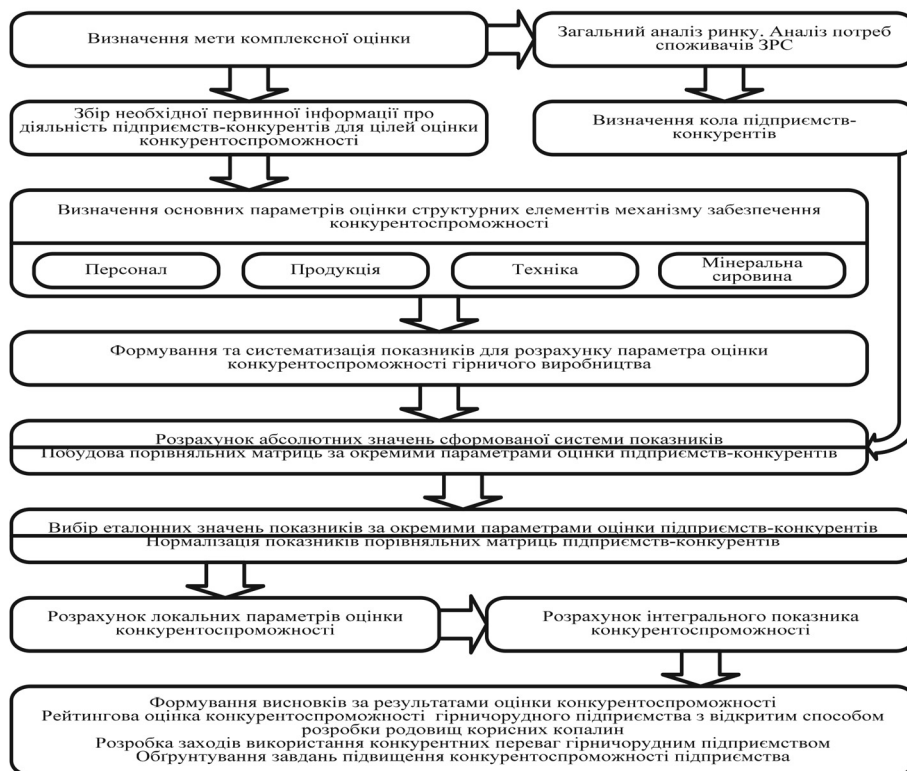 Визначення мети комплексної оцінки
Загальний аналіз ринку. Аналіз потреб
споживачів ЗРС
Збір необхідної первинної інформації про
діяльність підприємств-конкурентів для цілей оцінки
конкурентоспроможності
Визначення кола підприємств-
конкурентів
Визначення основних параметрів оцінки структурних елементів механізму забезпечення
конкурентоспроможності
Персонал
Продукція
Техніка
Мінеральна
сировина
Формування та систематизація показників для розрахунку параметра оцінки
конкурентоспроможності гірничого виробництва
Розрахунок абсолютних значень сформованої системи показників
Побудова порівняльних матриць за окремими параметрами оцінки підприємств-конкурентів
Вибір еталонних значень показників за окремими параметрами оцінки підприємств-конкурентів
Нормалізація показників порівняльних матриць підприємств-конкурентів
Розрахунок локальних параметрів оцінки
конкурентоспроможності
Розрахунок інтегрального показника
конкурентоспроможності
Формування висновків за результатами оцінки конкурентоспроможності
Рейтингова оцінка конкурентоспроможності гірничорудного підприємства з відкритим способом
розробки родовищ корисних копалин
Розробка заходів використання конкурентних переваг гірничорудним підприємством
Обґрунтування завдань підвищення конкурентоспроможності підприємства